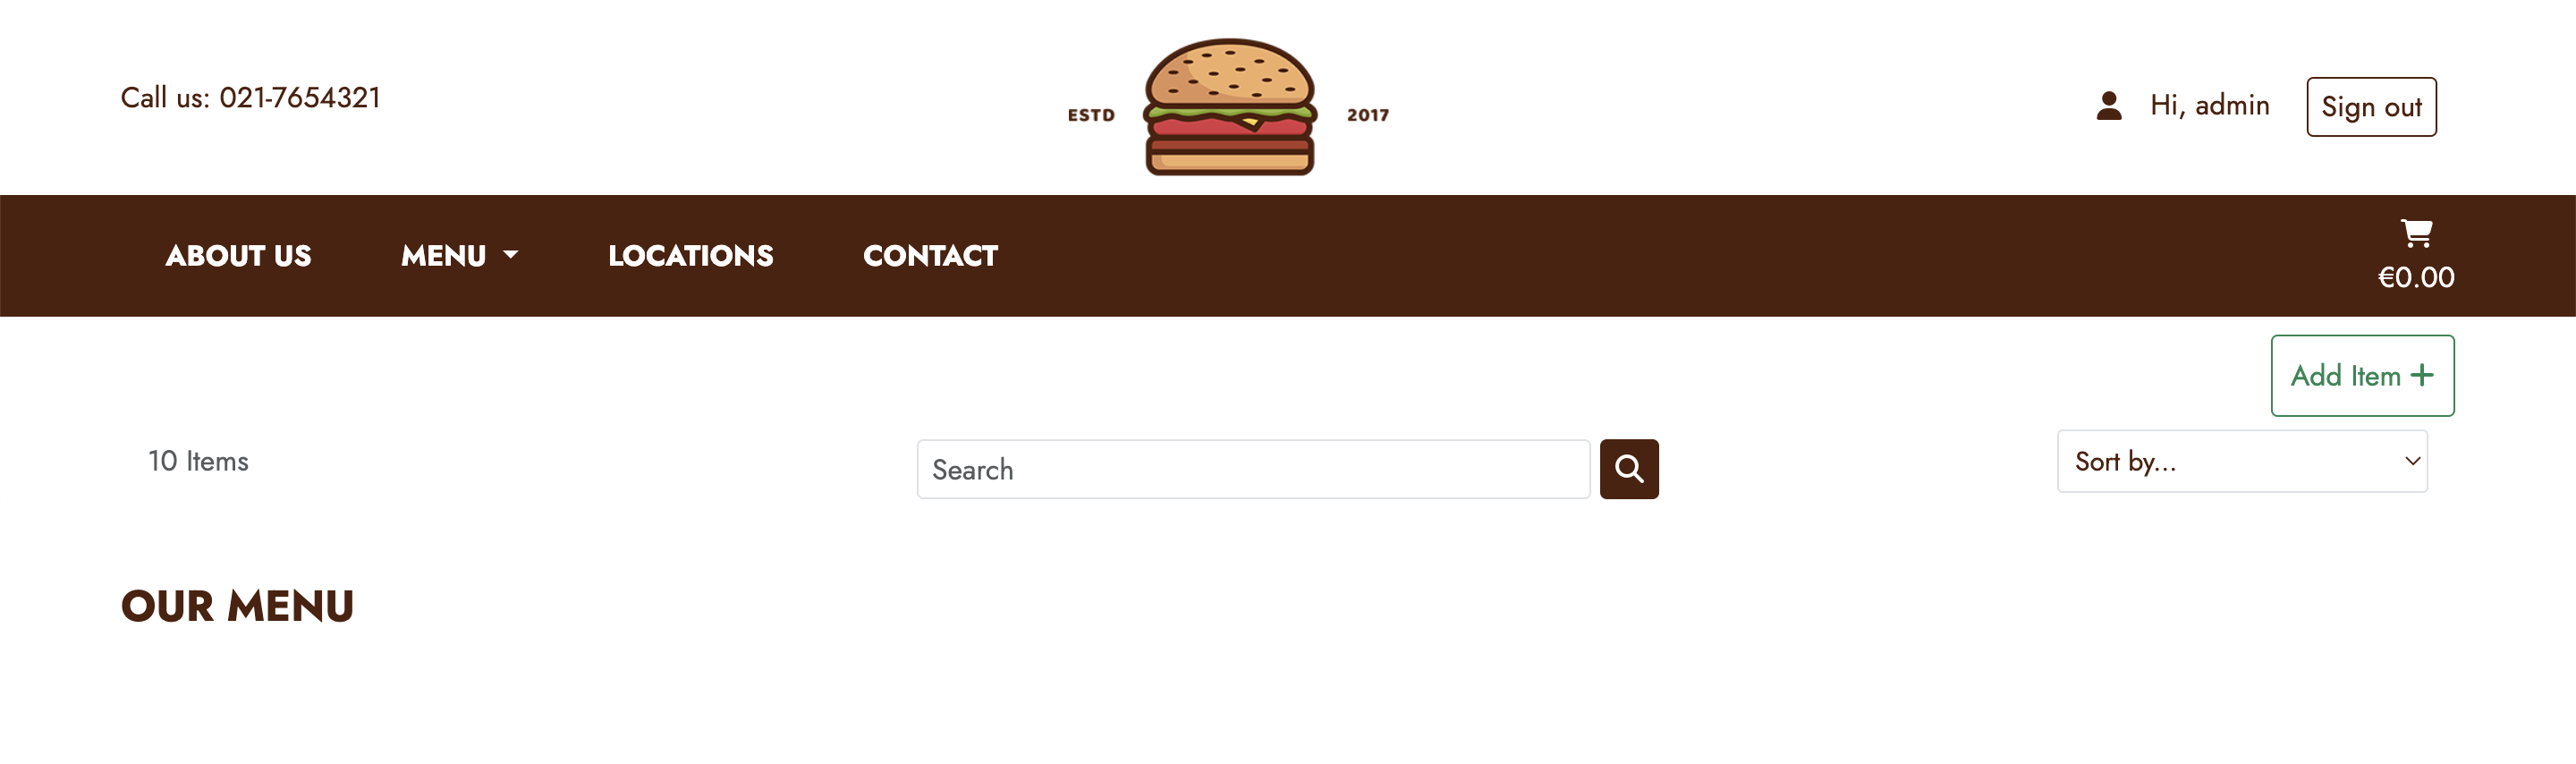 Call us: 021-7654321
ESTD 2017
Hi, admin
Sign out
ABOUT US
MENU
LOCATIONS
CONTACT
€0.00
Add Item +
10 Items
Search
Sort by...
OUR MENU